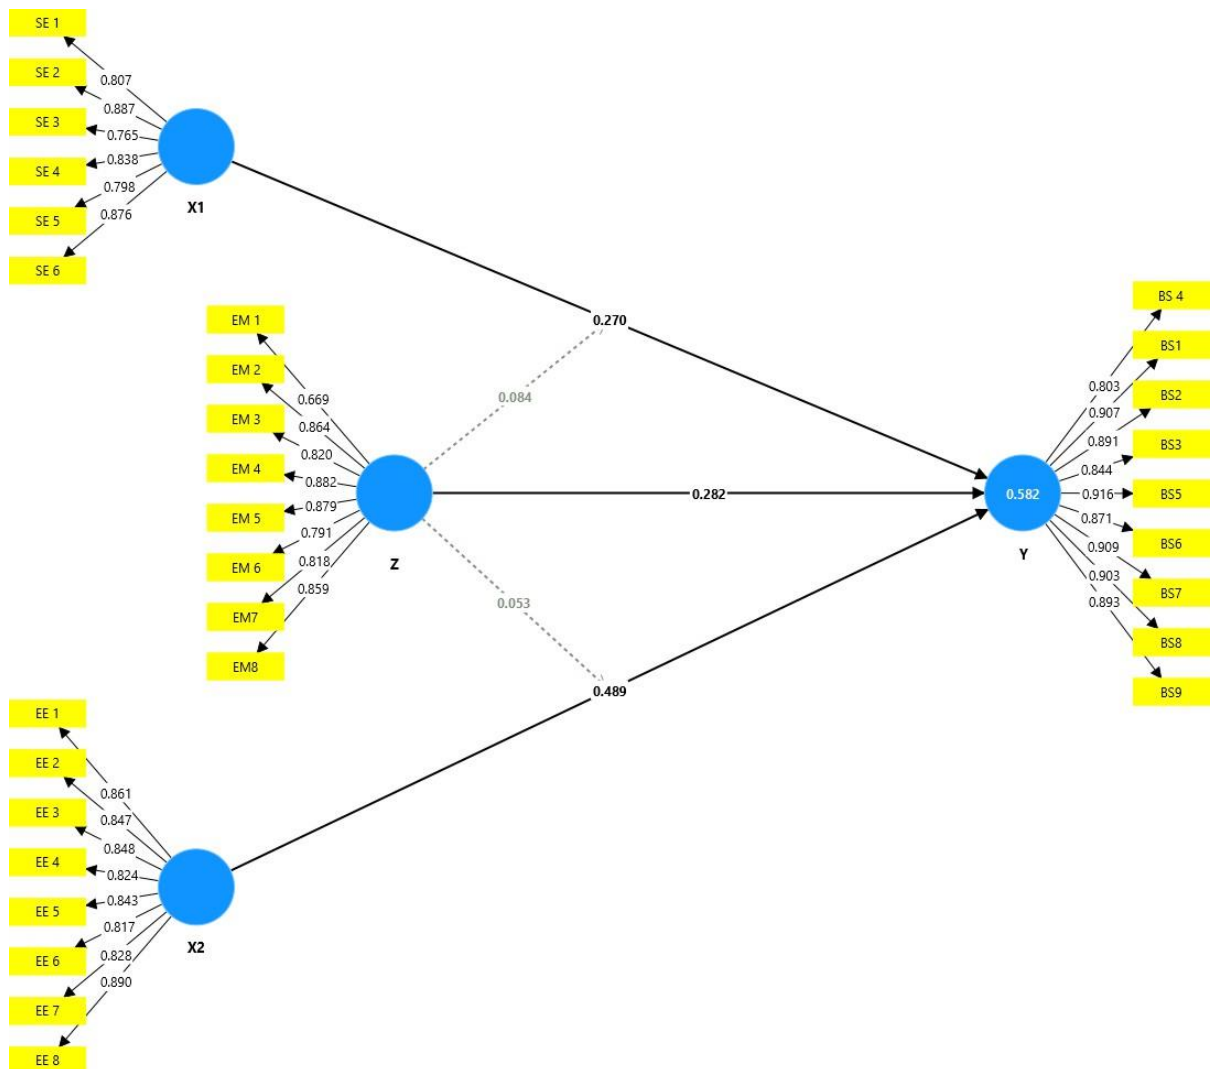 SE 1
SE 2
SE 3
SE 4
SE 5
SE 6
0.807
0.887
0.765
0.838
0.798
0.876
X1
EM 1
EM 2
EM 3
EM 4
EM 5
EM 6
EM7
EM8
0.669
0.864
0.820
0.882
0.879
0.791
0.818
0.859
Z
0.270
0.084
0.282
0.053
0.489
0.582
Y
0.803
0.907
0.891
0.844
0.916
0.871
0.909
0.903
0.893
BS 4
BS1
BS2
BS3
BS5
BS6
BS7
BS8
BS9
EE 1
EE 2
EE 3
EE 4
EE 5
EE 6
EE 7
EE 8
0.861
0.847
0.848
0.824
0.843
0.817
0.828
0.890
X2